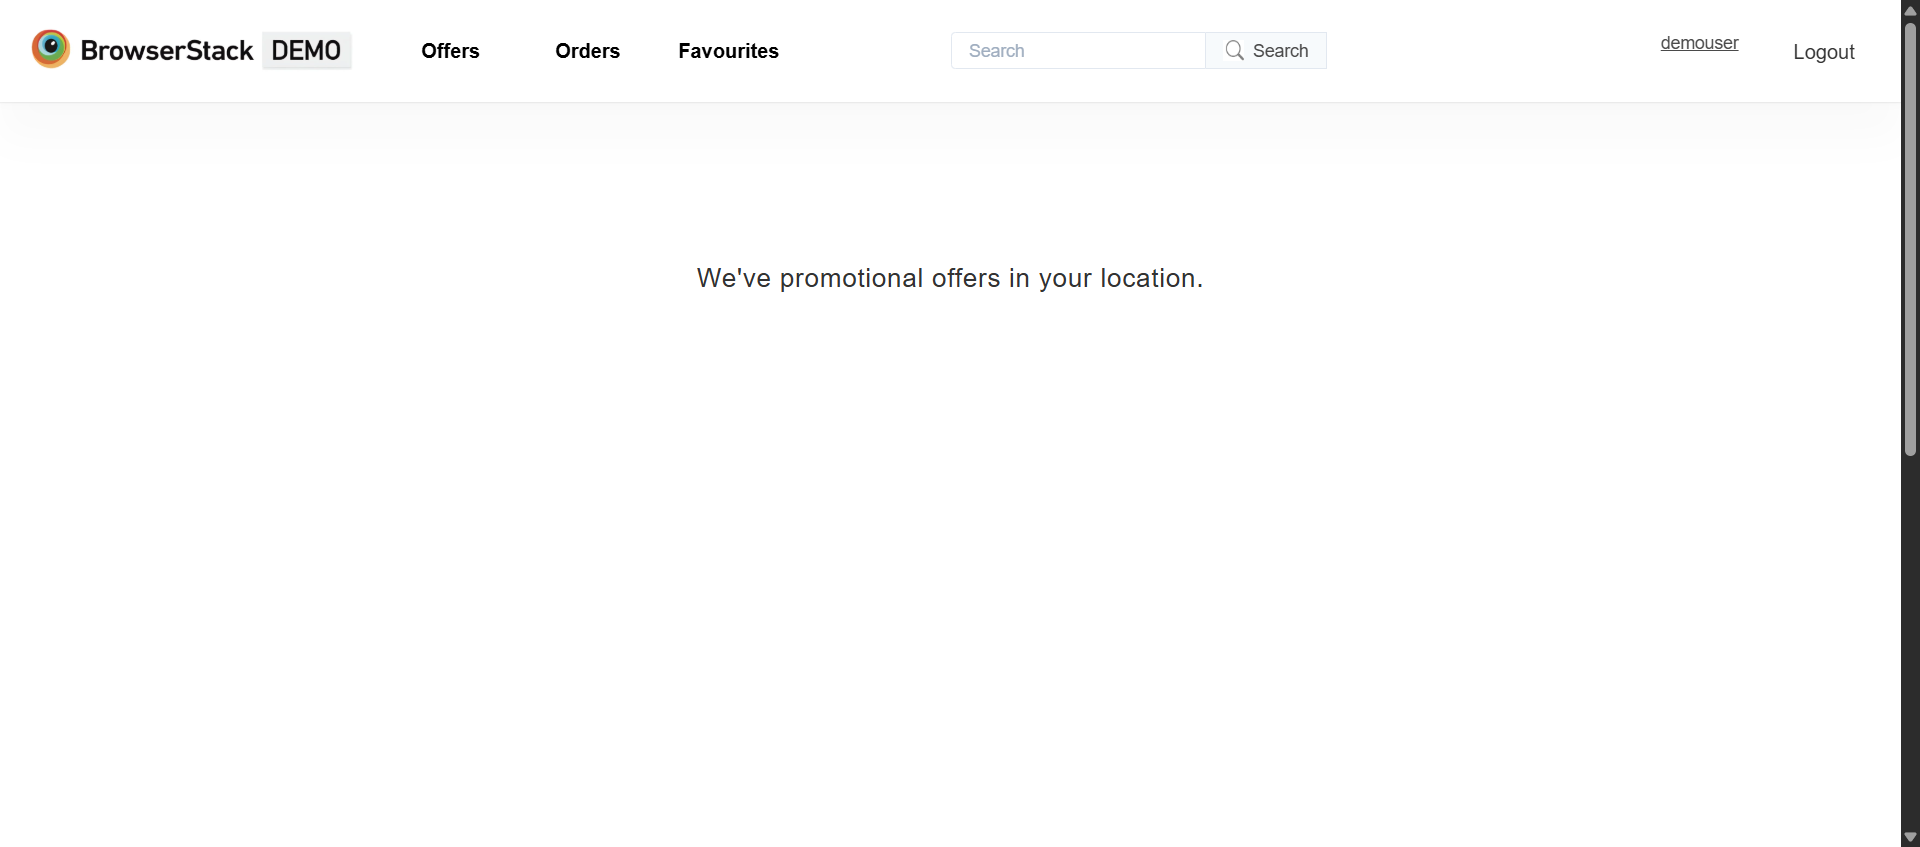 BrowserStack DEMO
Offers
Orders
Favourites
Search
Search
demouser
Logout
We've promotional offers in your location.